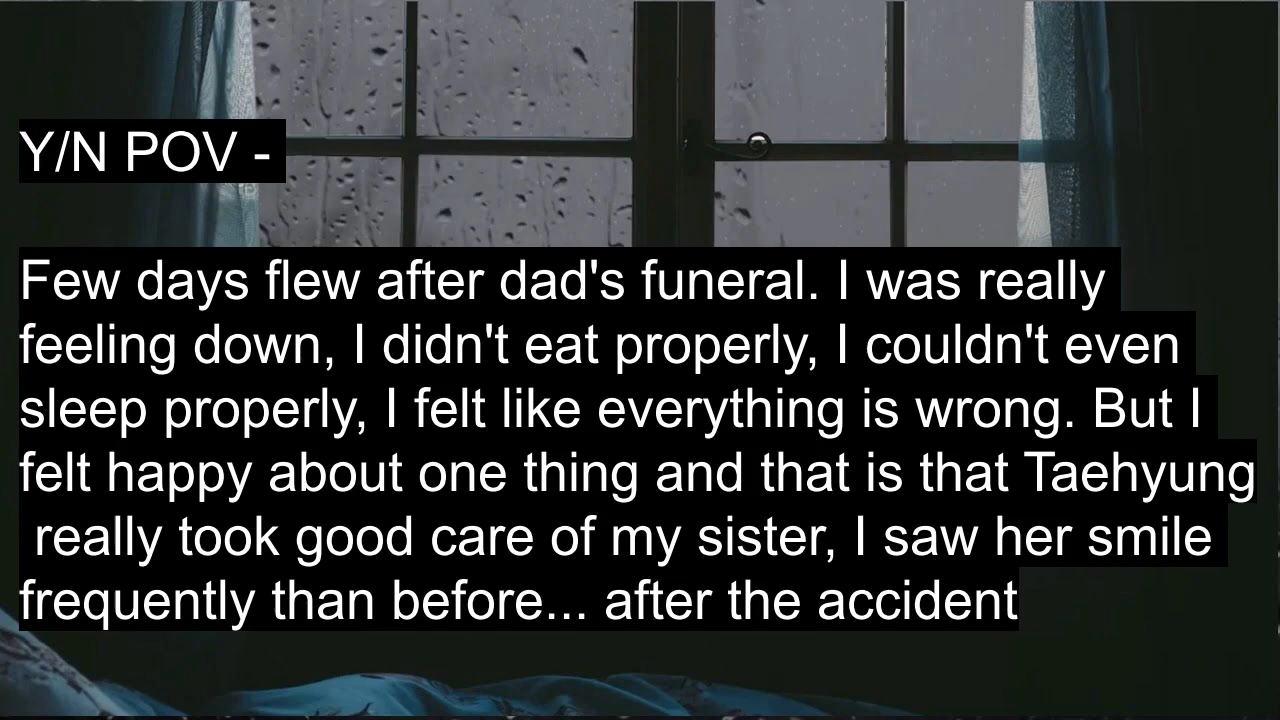 Y/N POV -
Few days flew after dad's funeral. I was really
feeling down, I didn't eat properly, I couldn't even
sleep properly, I felt like everything is wrong. But I
felt happy about one thing and that is that Taehyung
really took good care of my sister, I saw her smile
frequently than before... after the accident